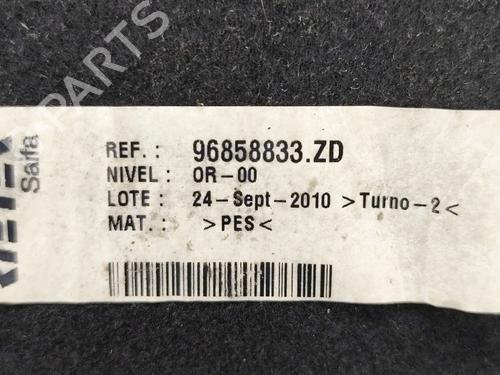 REF. : 96858833.ZD
NIVEL : OR-00
LOTE : 24-Sept-2010 >Turno-2<
MAT. : >PES<
Saifa
B-PARTS